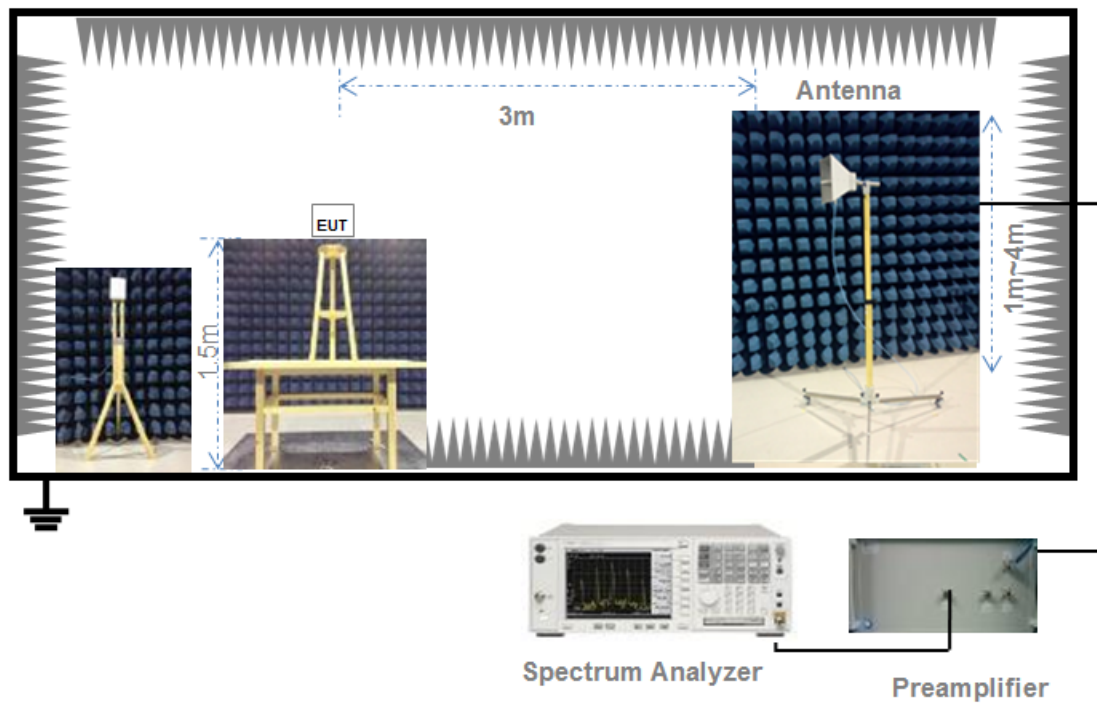 Antenna
3m
EUT
1.5m
1m~4m
Spectrum Analyzer
Preamplifier